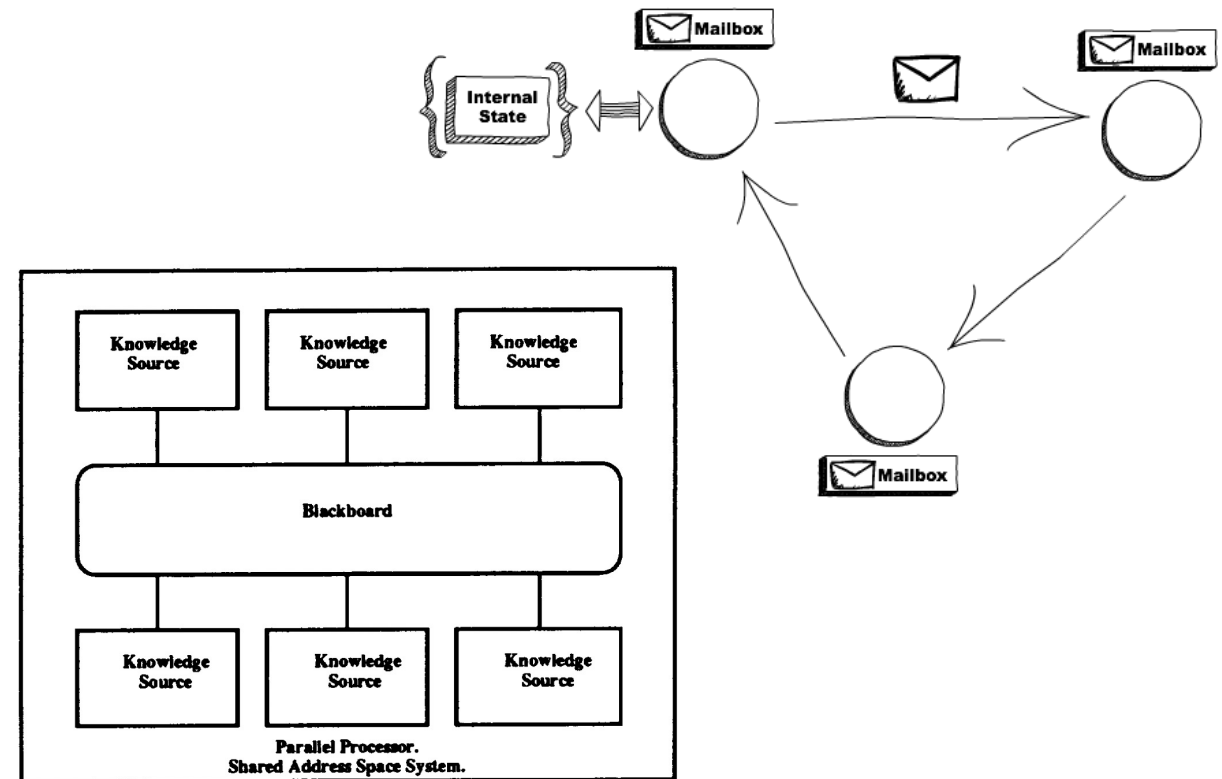 Mailbox
Mailbox
Internal
State
Mailbox
Knowledge
Source
Knowledge
Source
Knowledge
Source
Blackboard
Knowledge
Source
Knowledge
Source
Knowledge
Source
Parallel Processor.
Shared Address Space System.